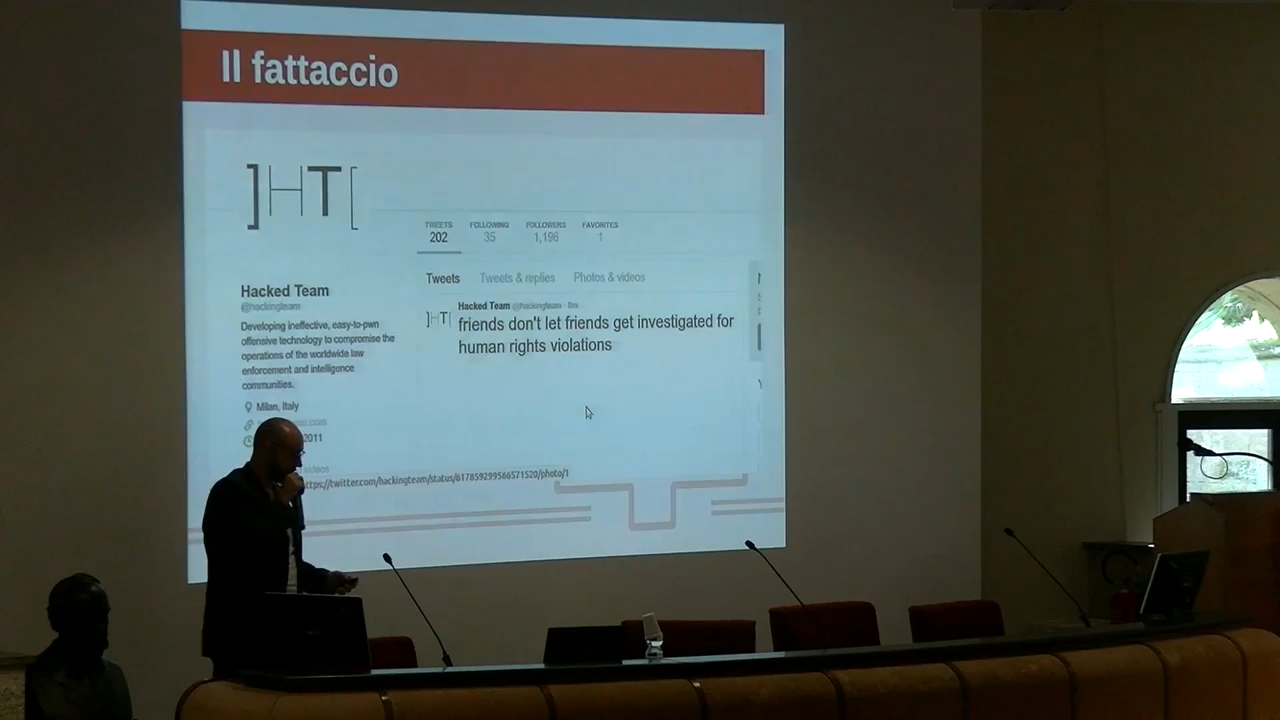 Il fattaccio
]HT[
TWEETS FOLLOWING FOLLOWERS FAVORITES
202 35 1,196 1
Tweets Tweets & replies Photos & videos
Hacked Team
@hackingteam
Developing ineffective, easy-to-pwn
offensive technology to compromise the
operations of the worldwide law
enforcement and intelligence
communities.
Milan, Italy
2011
Hacked Team @hackingteam
]HT[
friends don't let friends get investigated for
human rights violations
ttps://twitter.com/hackingteam/status/617859299566571520/photo/1